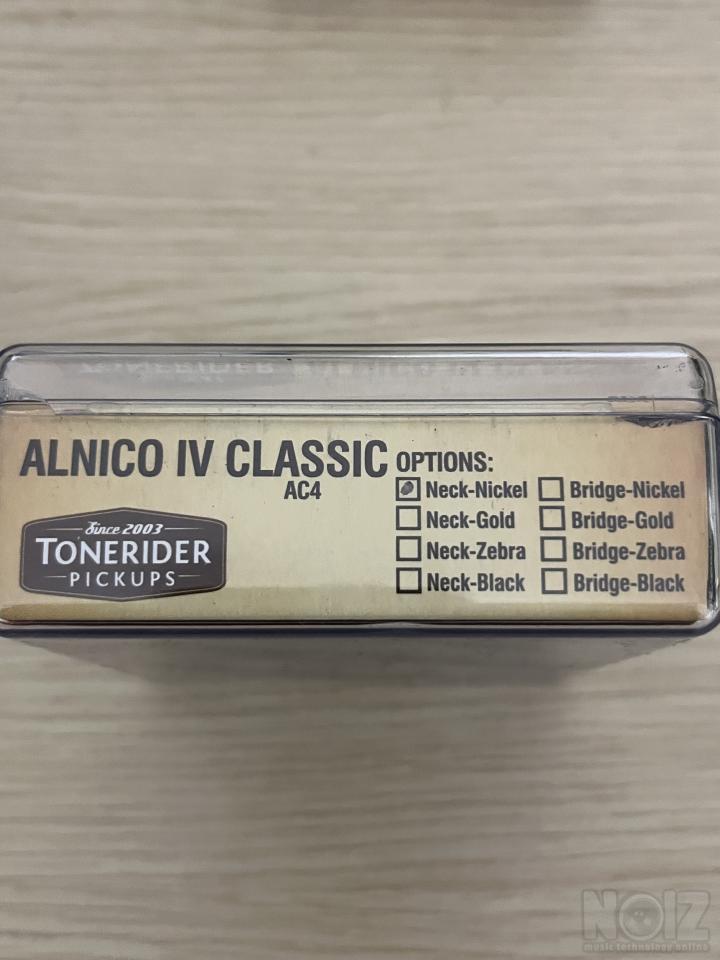 TONERIDER
ALNICO IV CLASSIC
AC4
OPTIONS:
Neck-Nickel
Bridge-Nickel
Neck-Gold
Bridge-Gold
Neck-Zebra
Bridge-Zebra
Neck-Black
Bridge-Black
Since 2003
TONERIDER
PICKUPS
NOIZ
music technology online